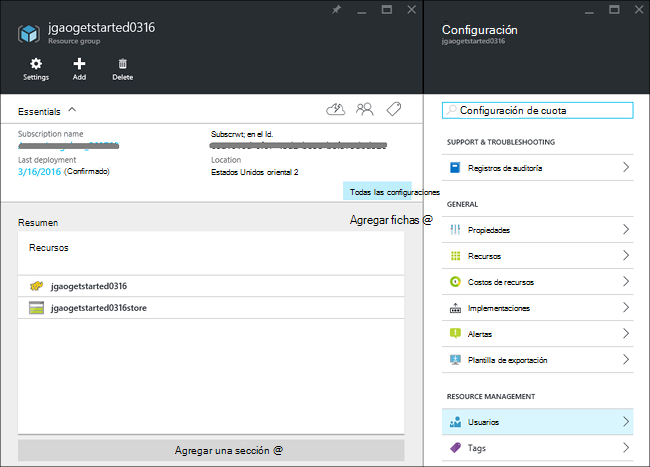 jgaogetstarted0316
Resource group
Settings
Add
Delete
Essentials
Subscription name
Subscrwt; en el Id.
Last deployment
3/16/2016 (Confirmado)
Location
Estados Unidos oriental 2
Todas las configuraciones
Agregar fichas @
Resumen
Recursos
jgaogetstarted0316
jgaogetstarted0316store
Agregar una sección @
Configuración
jgaogetstarted0316
Configuración de cuota
SUPPORT & TROUBLESHOOTING
Registros de auditoría
GENERAL
Propiedades
Recursos
Costos de recursos
Implementaciones
Alertas
Plantilla de exportación
RESOURCE MANAGEMENT
Usuarios
Tags